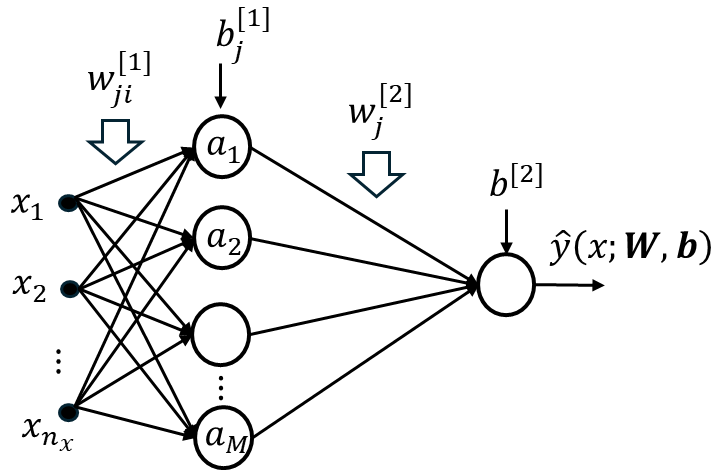 b_j^{[1]}
w_{ji}^{[1]}
w_j^{[2]}
a_1
b^{[2]}
x_1
a_2
ŷ(x; W, b)
x_2
⋮
⋮
x_{n_x}
a_M